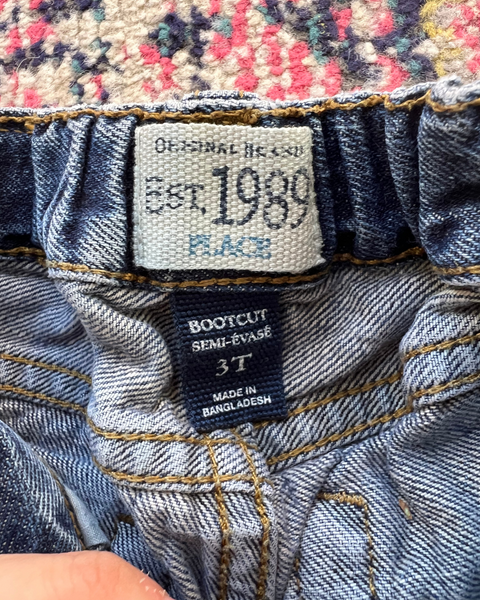 ORIGINAL BRAND
EST. 1989
PLACE
BOOTCUT
SEMI-ÉVASÉ
3T
MADE IN
BANGLADESH